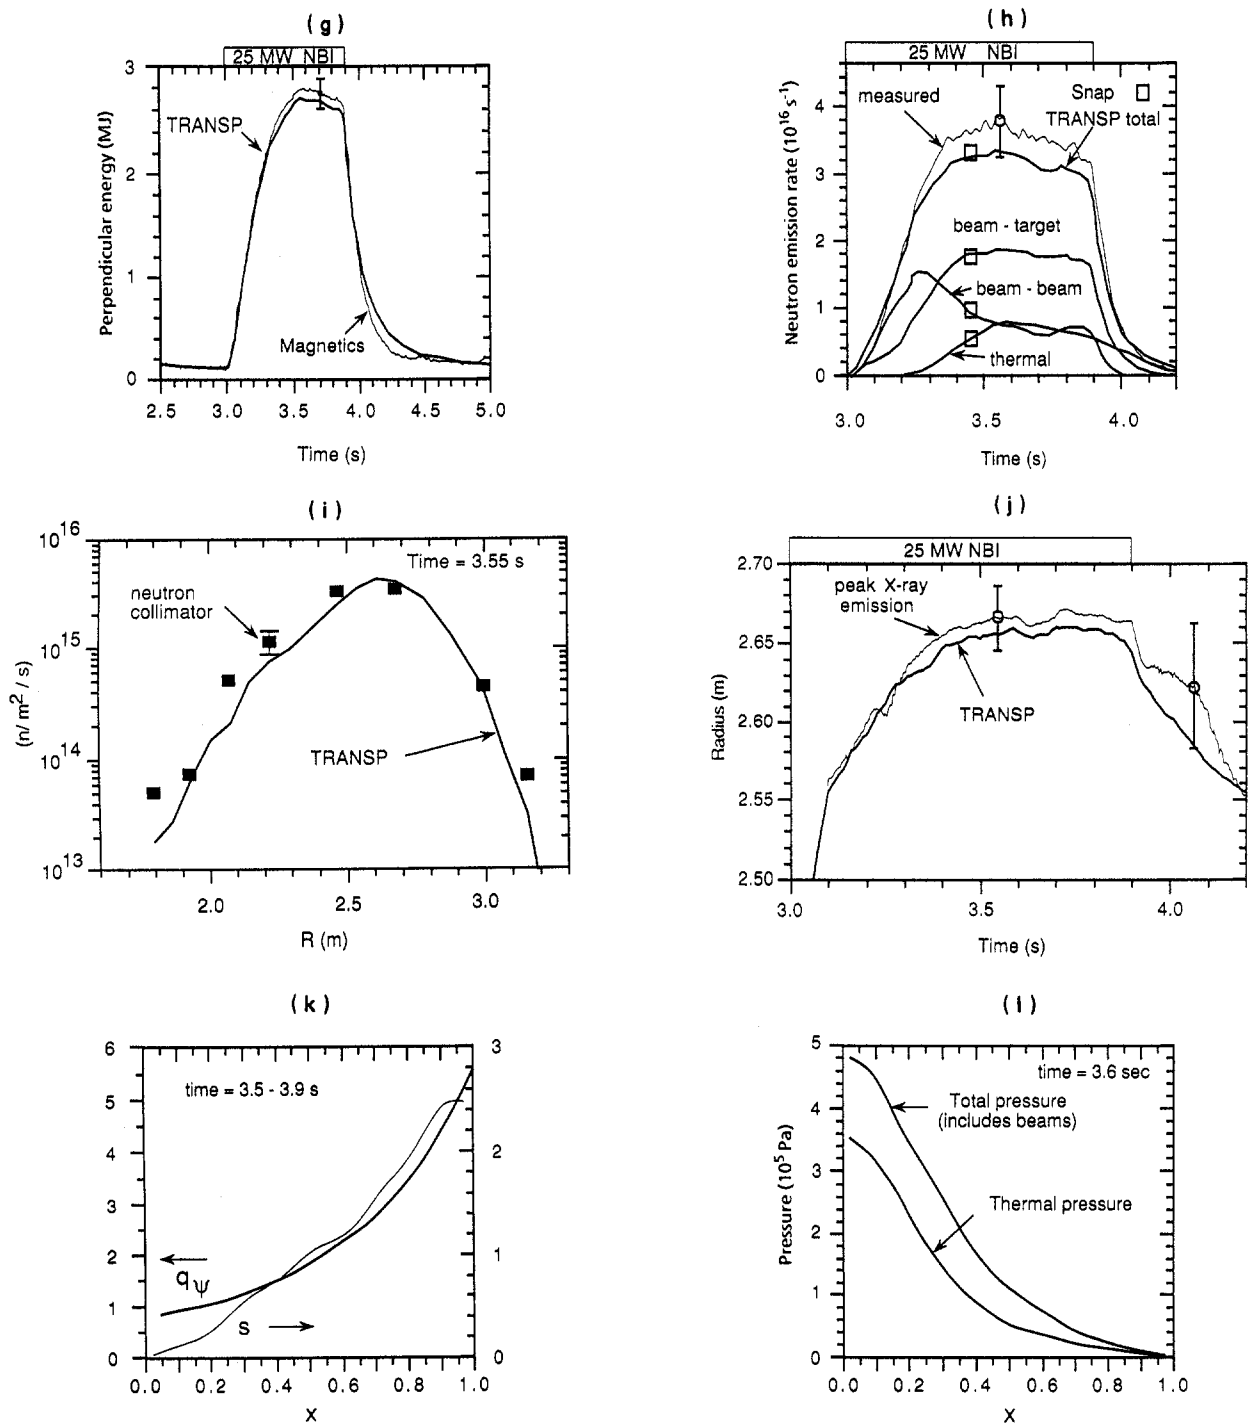 (g)
25 MW NBI
3
2
1
0
Perpendicular energy (MJ)
TRANSP
Magnetics
2.5 3.0 3.5 4.0 4.5 5.0
Time (s)
(h)
25 MW NBI
4
3
2
1
0
Neutron emission rate (10^16 s^-1)
measured
Snap
TRANSP total
beam - target
beam - beam
thermal
3.0 3.5 4.0
Time (s)
(i)
10^16
10^15
10^14
10^13
(n/ m^2 / s)
Time = 3.55 s
neutron
collimator
TRANSP
2.0 2.5 3.0
R (m)
(j)
25 MW NBI
2.70
2.65
2.60
2.55
2.50
Radius (m)
peak X-ray
emission
TRANSP
3.0 3.5 4.0
Time (s)
(k)
6
5
4
3
2
1
0
time = 3.5 - 3.9 s
q_ψ
s
3
2
1
0
0.0 0.2 0.4 0.6 0.8 1.0
X
(l)
5
4
3
2
1
0
Pressure (10^5 Pa)
time = 3.6 sec
Total pressure
(includes beams)
Thermal pressure
0.0 0.2 0.4 0.6 0.8 1.0
X